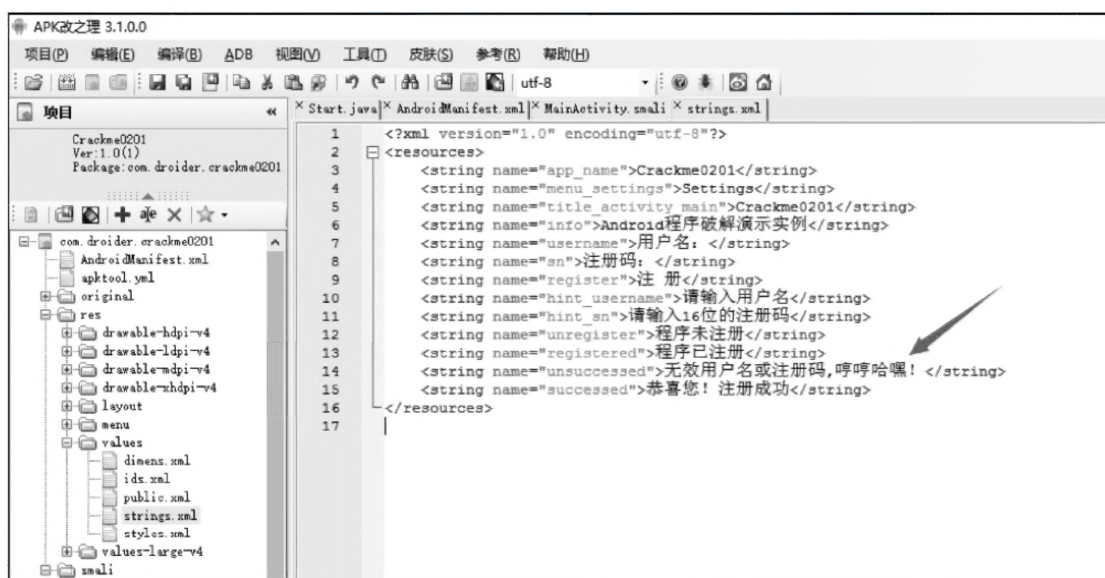 APK改之理 3.1.0.0
项目(P) 编辑(E) 编译(B) ADB 视图(V) 工具(T) 皮肤(S) 参考(R) 帮助(H)
utf-8
项目
Crackme0201
Ver:1.0(1)
Package:com.droider.crackme0201
com.droider.crackme0201
AndroidManifest.xml
apktool.yml
original
res
drawable-hdpi-v4
drawable-ldpi-v4
drawable-mdpi-v4
drawable-xhdpi-v4
layout
menu
values
dimens.xml
ids.xml
public.xml
strings.xml
styles.xml
values-large-v4
smali
Start.java AndroidManifest.xml MainActivity.smali strings.xml
1 <?xml version="1.0" encoding="utf-8"?>
2 <resources>
3 <string name="app_name">Crackme0201</string>
4 <string name="menu_settings">Settings</string>
5 <string name="title_activity_main">Crackme0201</string>
6 <string name="info">Android程序破解演示实例</string>
7 <string name="username">用户名：</string>
8 <string name="sn">注册码：</string>
9 <string name="register">注 册</string>
10 <string name="hint_username">请输入用户名</string>
11 <string name="hint_sn">请输入16位的注册码</string>
12 <string name="unregister">程序未注册</string>
13 <string name="registered">程序已注册</string>
14 <string name="unsuccessed">无效用户名或注册码,哼哼哈嘿！</string>
15 <string name="successed">恭喜您！注册成功</string>
16 </resources>
17